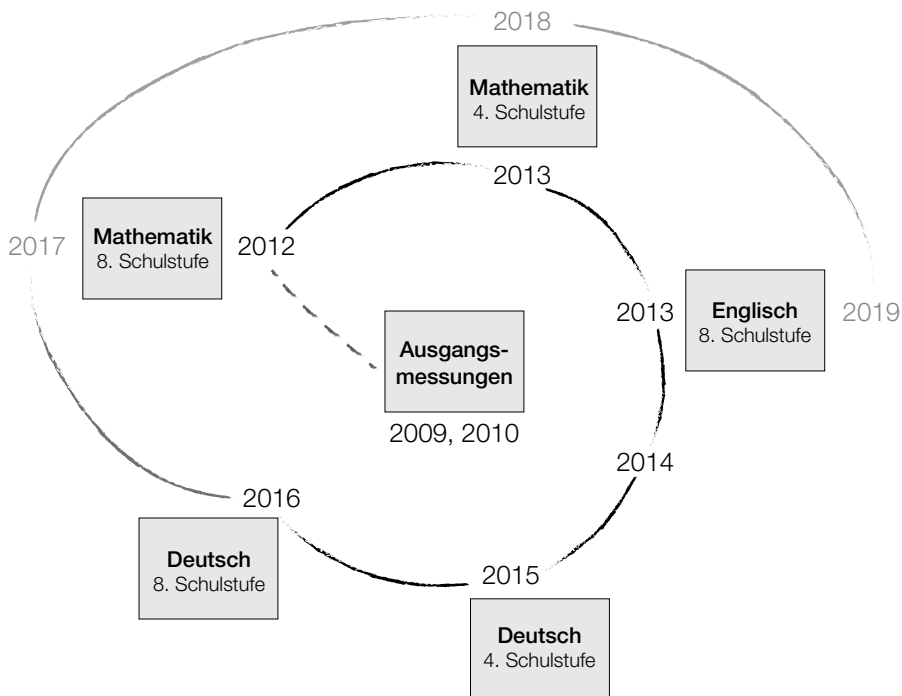 2018
Mathematik
4. Schulstufe
2013
2017
Mathematik
8. Schulstufe
2012
2013
Englisch
8. Schulstufe
2019
Ausgangs-
messungen
2009, 2010
2014
2016
Deutsch
8. Schulstufe
2015
Deutsch
4. Schulstufe